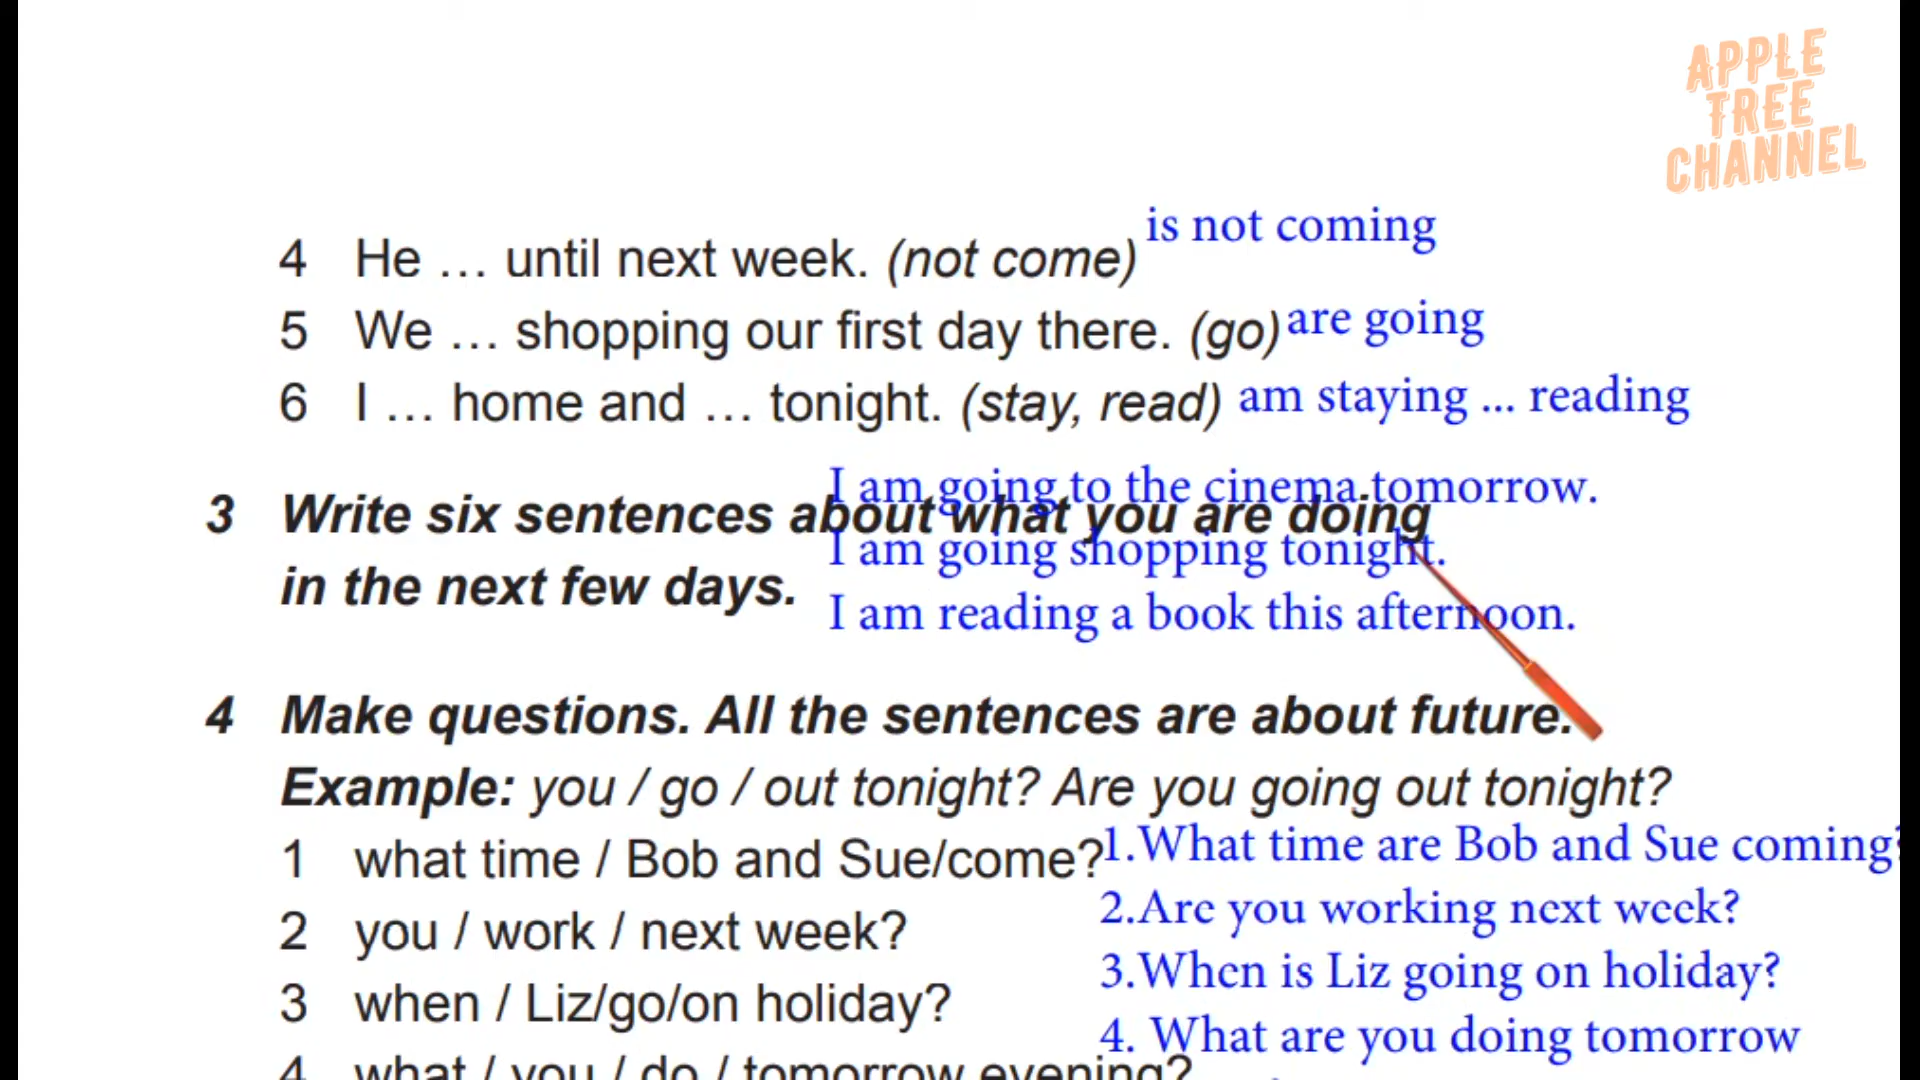 APPLE
TREE
CHANNEL
is not coming
4 He … until next week. (not come)
5 We … shopping our first day there. (go) are going
6 I … home and … tonight. (stay, read) am staying ... reading
I am going to the cinema tomorrow.
3 Write six sentences about what you are doing
I am going shopping tonight.
in the next few days.
I am reading a book this afternoon.
4 Make questions. All the sentences are about future.
Example: you / go / out tonight? Are you going out tonight?
1 what time / Bob and Sue/come?
1.What time are Bob and Sue coming?
2 you / work / next week?
2.Are you working next week?
3 when / Liz/go/on holiday?
3.When is Liz going on holiday?
4. What are you doing tomorrow
4 what / you / do / tomorrow evening?